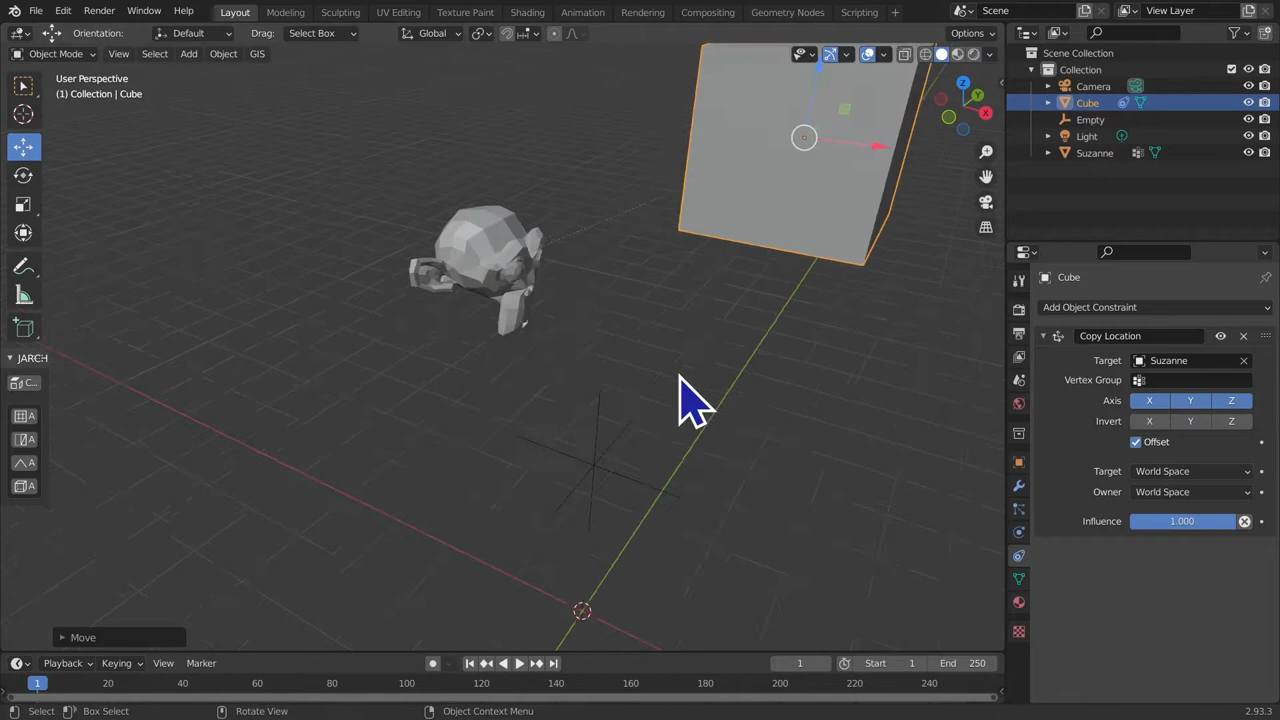 File Edit Render Window Help Layout Modeling Sculpting UV Editing Texture Paint Shading Animation Rendering Compositing Geometry Nodes Scripting + Scene View Layer
Orientation: Default Drag: Select Box Global Options
Object Mode View Select Add Object GIS
User Perspective
(1) Collection | Cube
Z
Y
X
JARCH
C...
A
A
A
A
Move
Scene Collection
Collection
Camera
Cube
Empty
Light
Suzanne
Cube
Add Object Constraint
Copy Location
Target Suzanne
Vertex Group
Axis X Y Z
Invert X Y Z
Offset
Target World Space
Owner World Space
Influence 1.000
Playback Keying View Marker 1 Start 1 End 250
1 20 40 60 80 100 120 140 160 180 200 220 240
Select Box Select Rotate View Object Context Menu 2.93.3